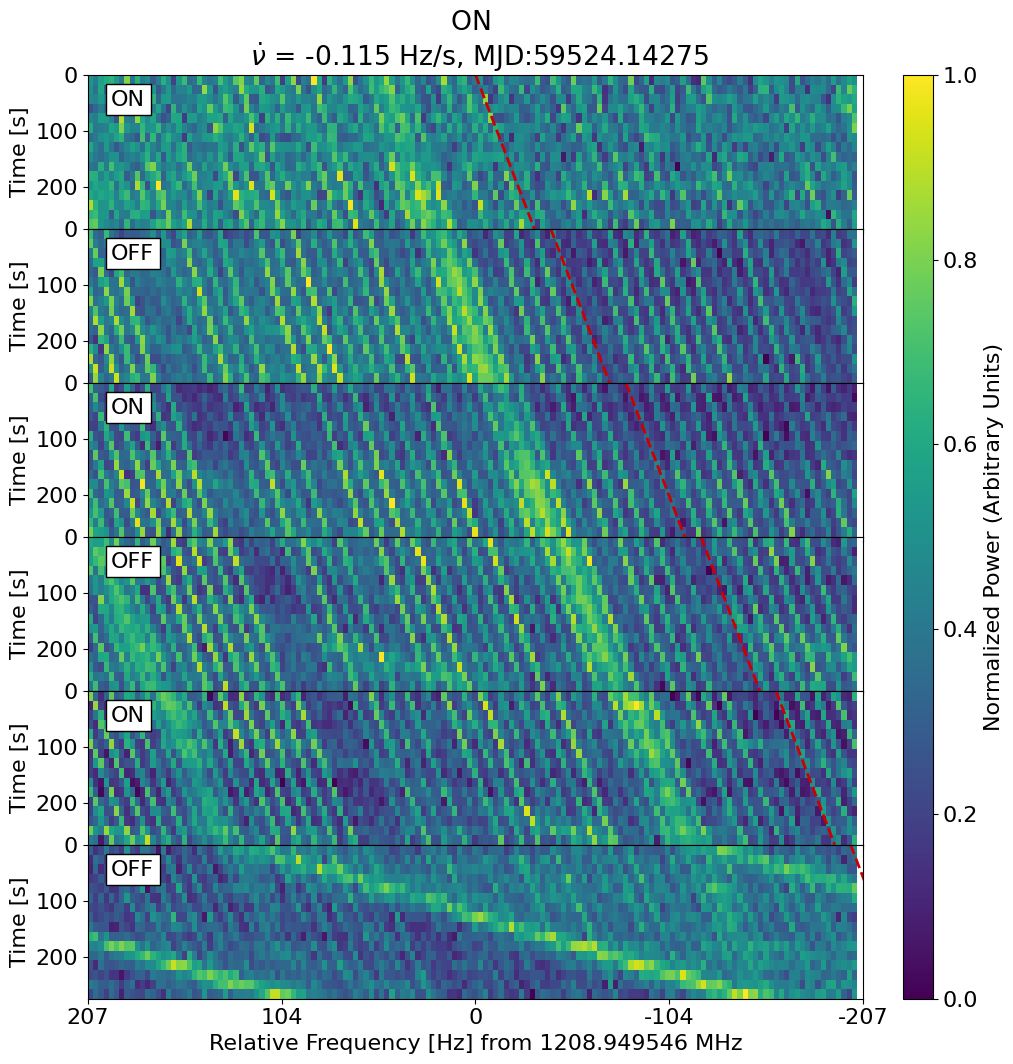 ON
ν̇ = -0.115 Hz/s, MJD:59524.14275
0
100
200
Time [s]
ON
0
100
200
Time [s]
OFF
0
100
200
Time [s]
ON
0
100
200
Time [s]
OFF
0
100
200
Time [s]
ON
0
100
200
Time [s]
OFF
207
104
0
-104
-207
Relative Frequency [Hz] from 1208.949546 MHz
1.0
0.8
0.6
0.4
0.2
0.0
Normalized Power (Arbitrary Units)